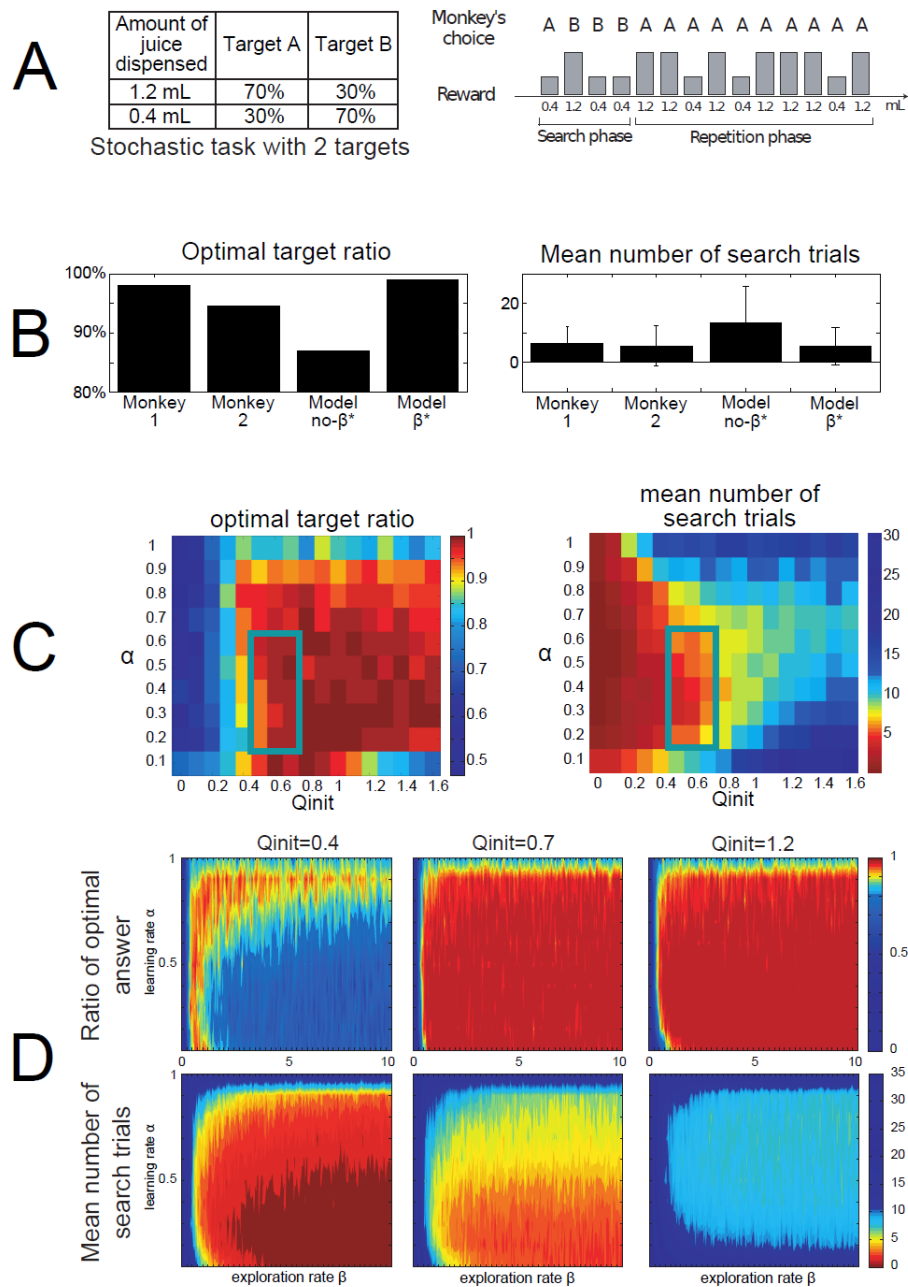 A
Amount of juice dispensed Target A Target B
1.2 mL 70% 30%
0.4 mL 30% 70%
Stochastic task with 2 targets
Monkey's choice A B B A A A A A A A A A A A
Reward
0.4 1.2 0.4 0.4 1.2 1.2 0.4 1.2 0.4 1.2 1.2 1.2 0.4 1.2 mL
Search phase Repetition phase
B
Optimal target ratio
100%
90%
80%
Monkey 1 Monkey 2 Model no-β* Model β*
Mean number of search trials
20
0
Monkey 1 Monkey 2 Model no-β* Model β*
C
optimal target ratio
α
1
0.9
0.8
0.7
0.6
0.5
0.4
0.3
0.2
0.1
0 0.2 0.4 0.6 0.8 1 1.2 1.4 1.6
Qinit
1
0.9
0.8
0.7
0.6
0.5
mean number of
search trials
α
1
0.9
0.8
0.7
0.6
0.5
0.4
0.3
0.2
0.1
0 0.2 0.4 0.6 0.8 1 1.2 1.4 1.6
Qinit
30
25
20
15
10
5
D
Qinit=0.4 Qinit=0.7 Qinit=1.2
Ratio of optimal
answer
learning rate α
1
0.5
0 5 10
0 5 10
0 5 10
1
0.5
0
Mean number of
search trials
learning rate α
1
0.5
exploration rate β exploration rate β
35
30
25
20
15
10
5
0